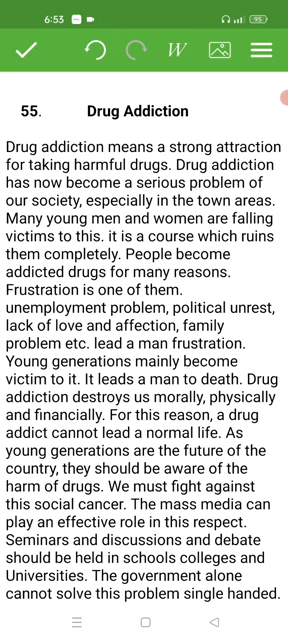 6:53
95
W
55. Drug Addiction
Drug addiction means a strong attraction
for taking harmful drugs. Drug addiction
has now become a serious problem of
our society, especially in the town areas.
Many young men and women are falling
victims to this. it is a course which ruins
them completely. People become
addicted drugs for many reasons.
Frustration is one of them.
unemployment problem, political unrest,
lack of love and affection, family
problem etc. lead a man frustration.
Young generations mainly become
victim to it. It leads a man to death. Drug
addiction destroys us morally, physically
and financially. For this reason, a drug
addict cannot lead a normal life. As
young generations are the future of the
country, they should be aware of the
harm of drugs. We must fight against
this social cancer. The mass media can
play an effective role in this respect.
Seminars and discussions and debate
should be held in schools colleges and
Universities. The government alone
cannot solve this problem single handed.